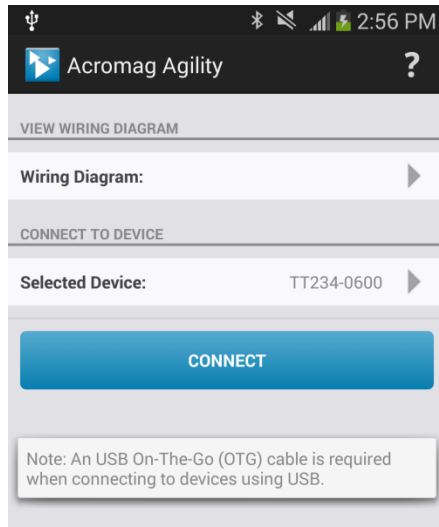 2:56 PM
Acromag Agility ?
VIEW WIRING DIAGRAM
Wiring Diagram:
CONNECT TO DEVICE
Selected Device: TT234-0600
CONNECT
Note: An USB On-The-Go (OTG) cable is required
when connecting to devices using USB.